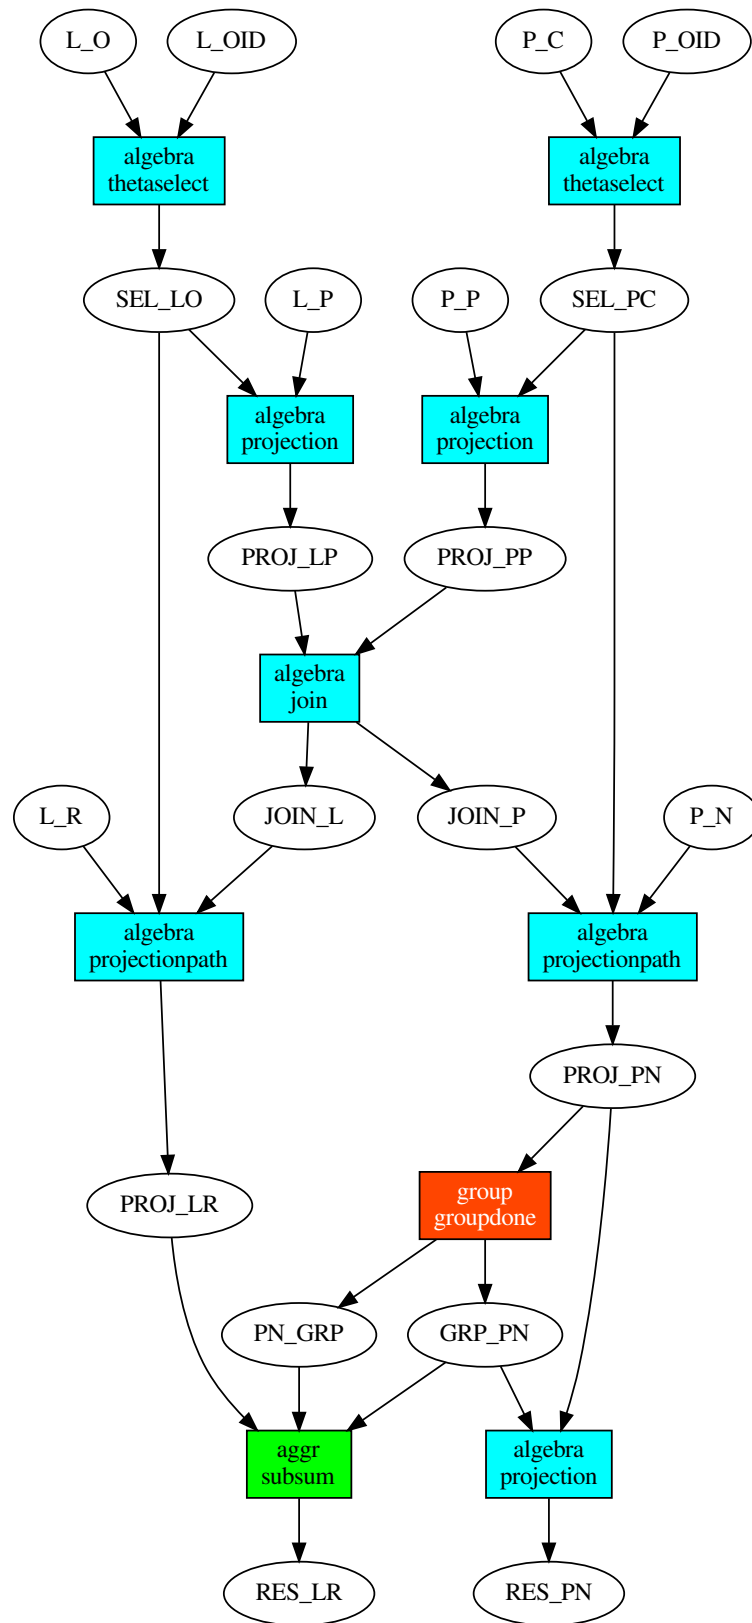 L_O
L_OID
P_C
P_OID
algebra
thetaselect
algebra
thetaselect
SEL_LO
L_P
P_P
SEL_PC
algebra
projection
algebra
projection
PROJ_LP
PROJ_PP
algebra
join
L_R
JOIN_L
JOIN_P
P_N
algebra
projectionpath
algebra
projectionpath
PROJ_PN
PROJ_LR
group
groupdone
PN_GRP
GRP_PN
aggr
subsum
algebra
projection
RES_LR
RES_PN